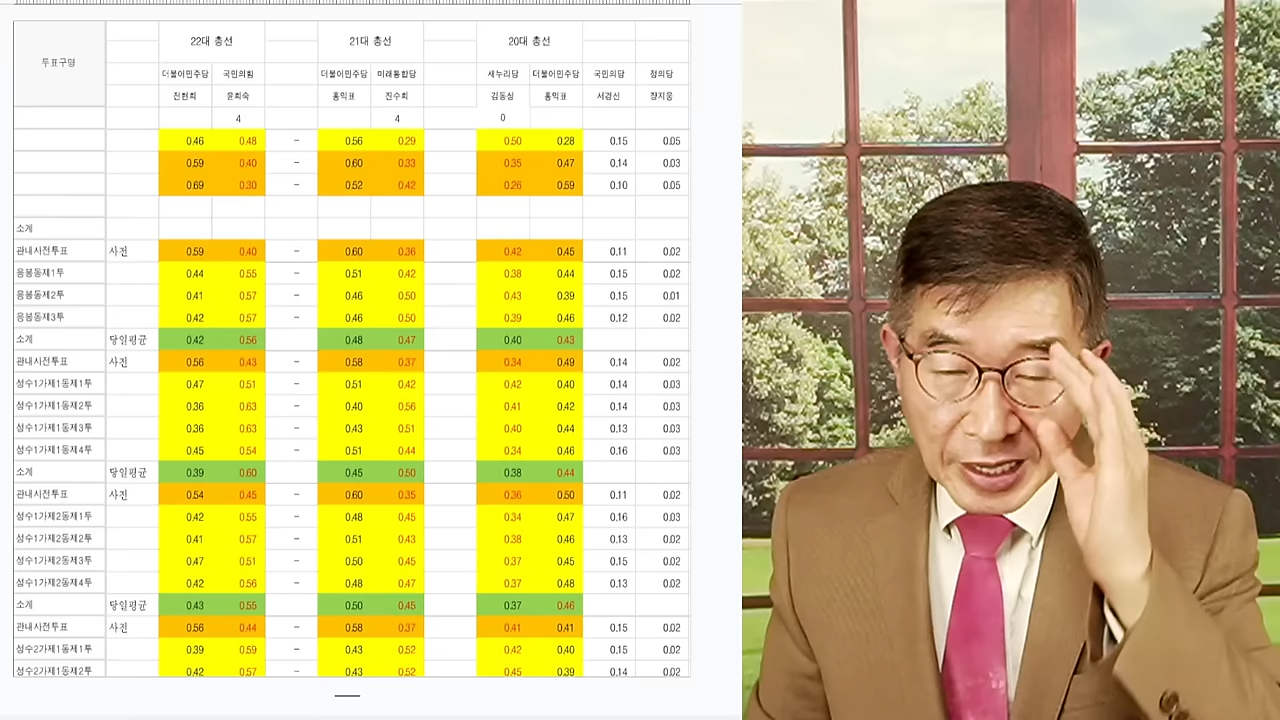 22대 총선 21대 총선 20대 총선
투표구명
더불어민주당 국민의힘 더불어민주당 미래통합당 새누리당 더불어민주당 국민의당 정의당
전현희 윤희숙 홍익표 진수희 김동성 홍익표 서경선 장지웅
4 4 0
0.46 0.48 - 0.56 0.29 0.50 0.28 0.15 0.05
0.59 0.40 - 0.60 0.33 0.35 0.47 0.14 0.03
0.69 0.30 - 0.52 0.42 0.26 0.59 0.10 0.05
소계
관내사전투표 사전 0.59 0.40 - 0.60 0.36 0.42 0.45 0.11 0.02
응봉동제1투 0.44 0.55 - 0.51 0.42 0.38 0.44 0.15 0.02
응봉동제2투 0.41 0.57 - 0.46 0.50 0.43 0.39 0.15 0.01
응봉동제3투 0.42 0.57 - 0.46 0.50 0.39 0.46 0.12 0.02
소계 당일평균 0.42 0.56 - 0.48 0.47 0.40 0.43
관내사전투표 사전 0.56 0.43 - 0.58 0.37 0.34 0.49 0.14 0.02
성수1가제1동제1투 0.47 0.51 - 0.51 0.42 0.42 0.40 0.14 0.03
성수1가제1동제2투 0.36 0.63 - 0.40 0.56 0.41 0.42 0.14 0.03
성수1가제1동제3투 0.36 0.63 - 0.43 0.51 0.40 0.44 0.13 0.03
성수1가제1동제4투 0.45 0.54 - 0.51 0.44 0.34 0.46 0.16 0.03
소계 당일평균 0.39 0.60 - 0.45 0.50 0.38 0.44
관내사전투표 사전 0.54 0.45 - 0.60 0.35 0.36 0.50 0.11 0.02
성수1가제2동제1투 0.42 0.55 - 0.48 0.45 0.34 0.47 0.16 0.03
성수1가제2동제2투 0.41 0.57 - 0.51 0.43 0.38 0.46 0.13 0.02
성수1가제2동제3투 0.47 0.51 - 0.50 0.45 0.37 0.45 0.15 0.02
성수1가제2동제4투 0.42 0.56 - 0.48 0.47 0.37 0.48 0.13 0.02
소계 당일평균 0.43 0.55 - 0.50 0.45 0.37 0.46
관내사전투표 사전 0.56 0.44 - 0.58 0.37 0.41 0.41 0.15 0.02
성수2가제1동제1투 0.39 0.59 - 0.43 0.52 0.42 0.40 0.15 0.02
성수2가제1동제2투 0.42 0.57 - 0.43 0.52 0.45 0.39 0.14 0.02